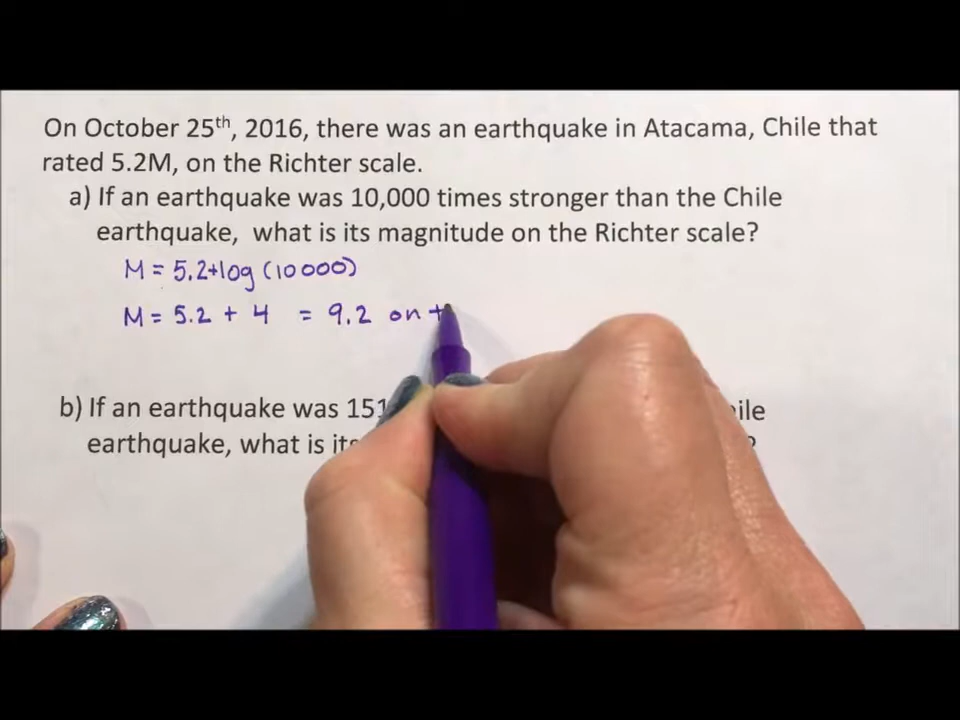 On October 25th, 2016, there was an earthquake in Atacama, Chile that
rated 5.2M, on the Richter scale.
a) If an earthquake was 10,000 times stronger than the Chile
earthquake, what is its magnitude on the Richter scale?
M = 5.2+log (10000)
M = 5.2 + 4 = 9.2 on
b) If an earthquake was
earthquake, what is